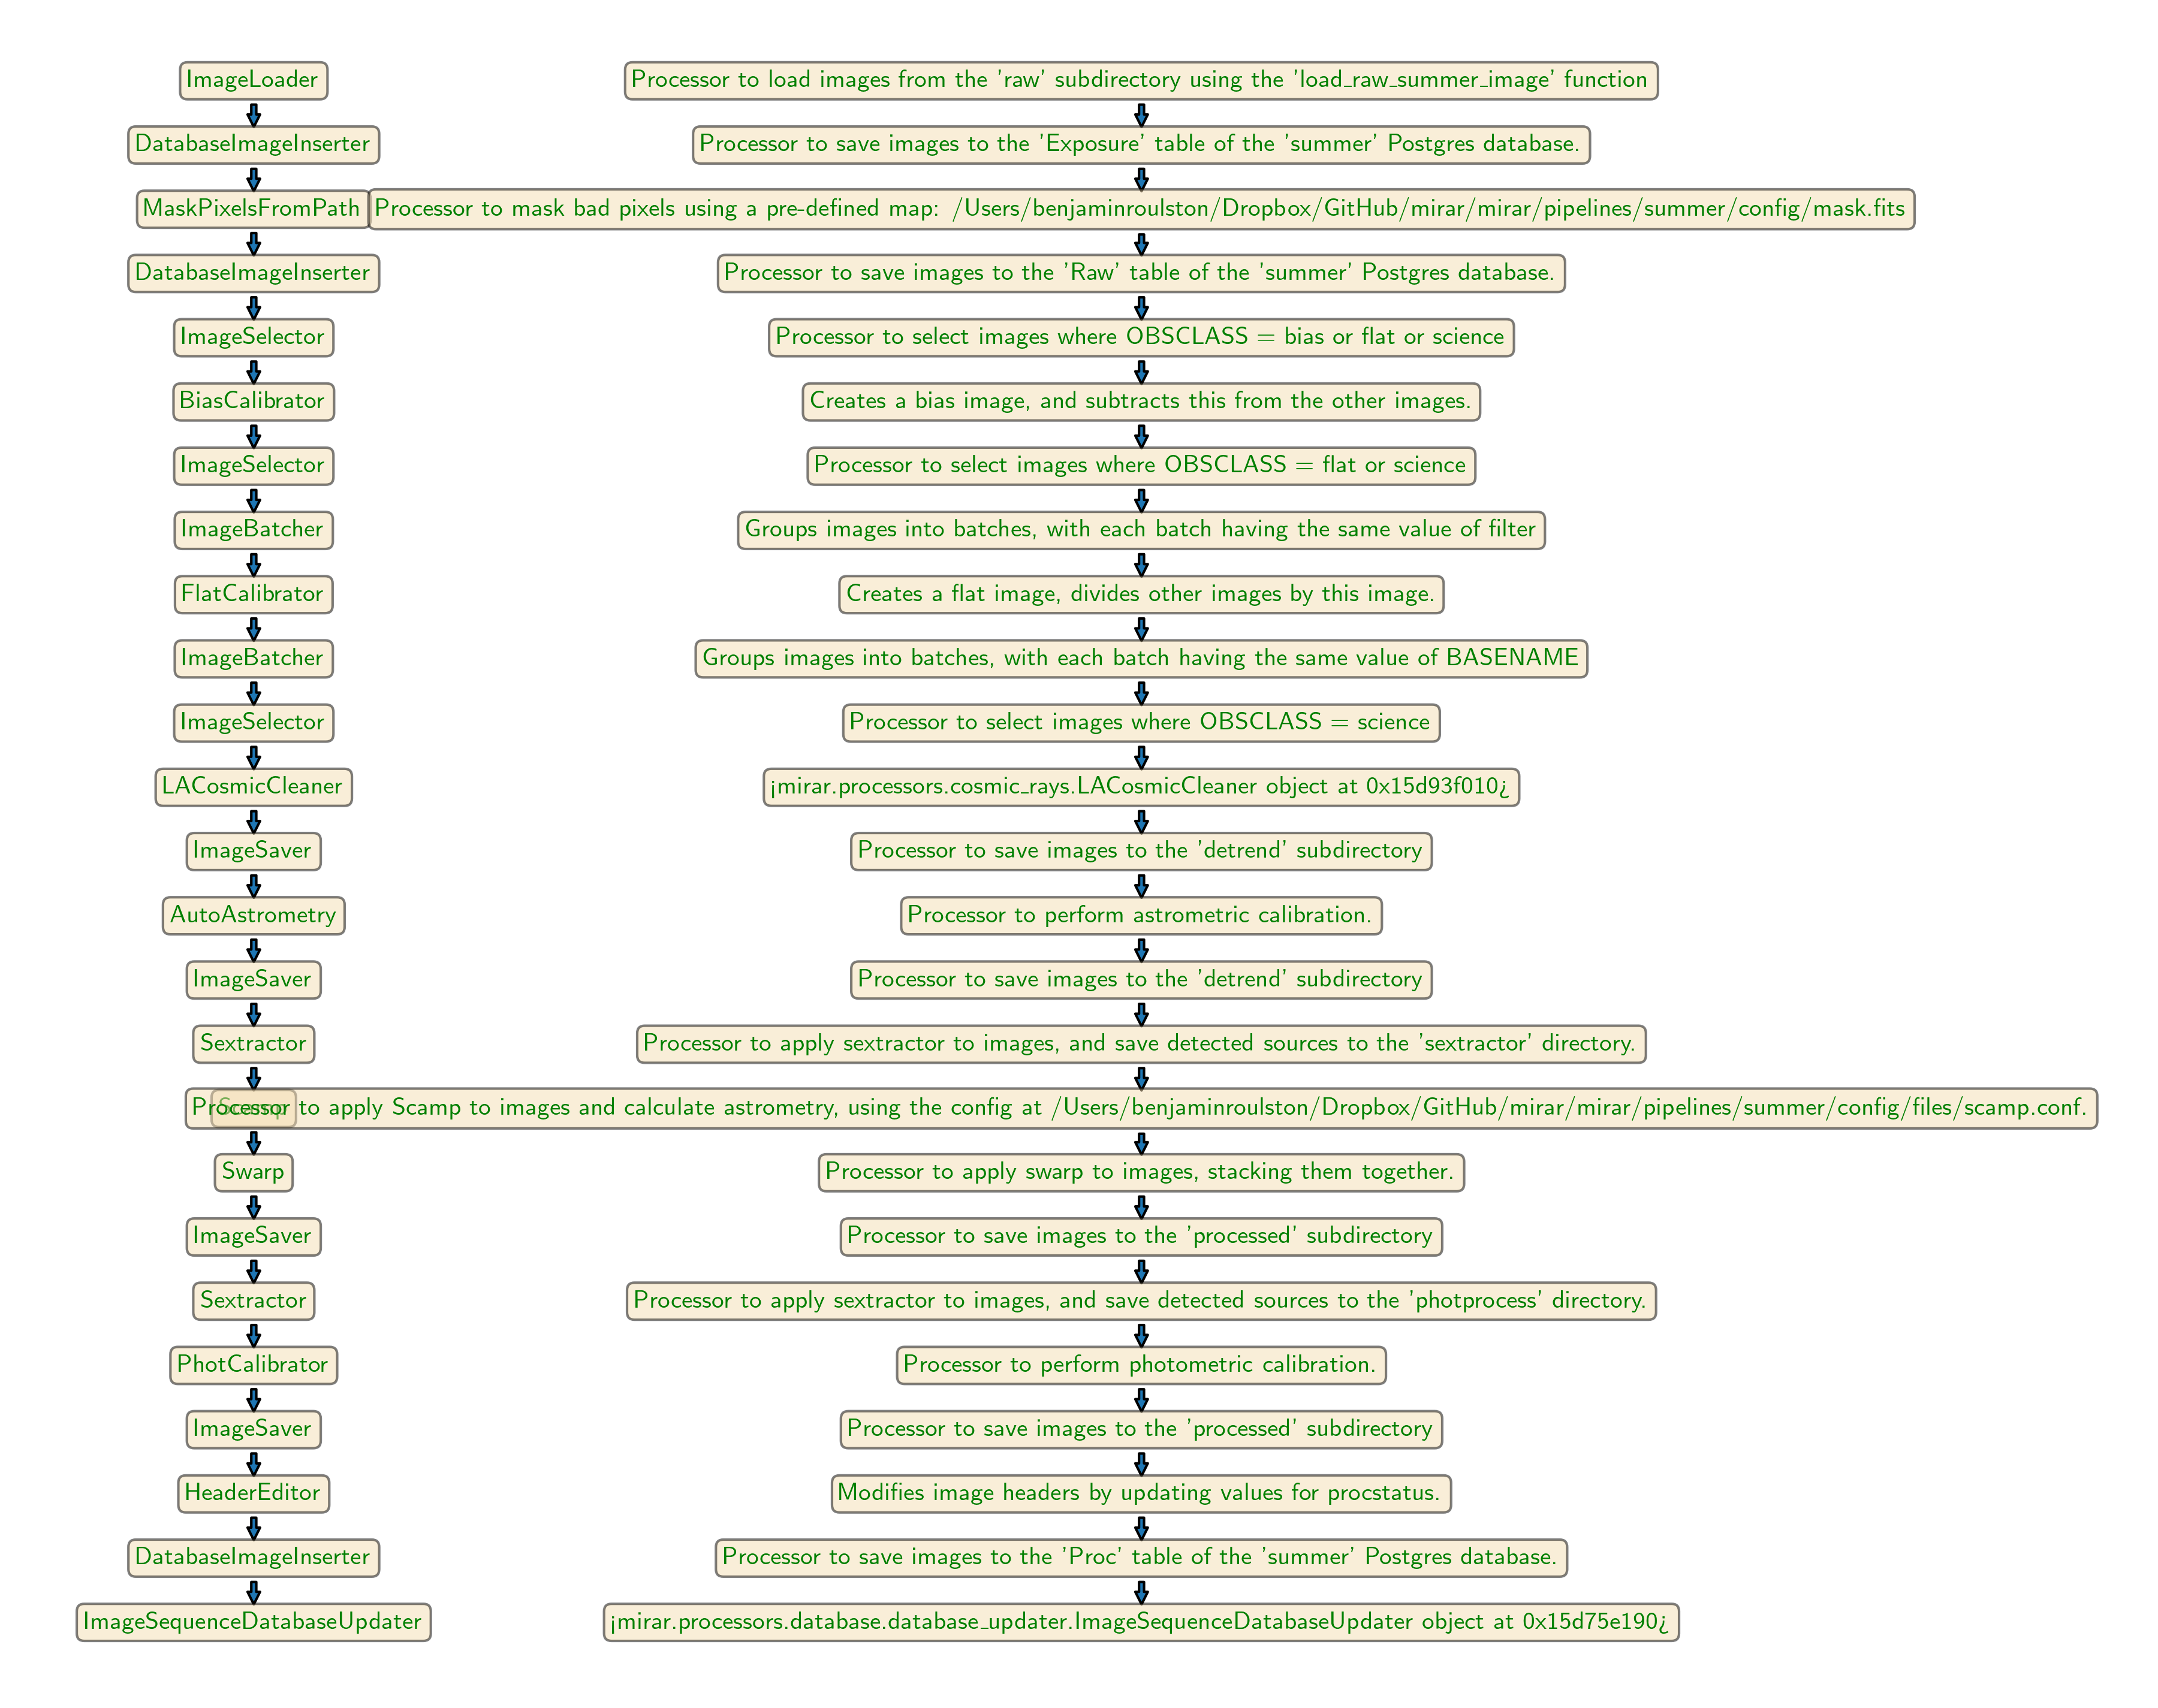 ImageLoader
Processor to load images from the 'raw' subdirectory using the 'load_raw_summer_image' function
DatabaseImageInserter
Processor to save images to the 'Exposure' table of the 'summer' Postgres database.
MaskPixelsFromPath
Processor to mask bad pixels using a pre-defined map: /Users/benjaminroulston/Dropbox/GitHub/mirar/mirar/pipelines/summer/config/mask.fits
DatabaseImageInserter
Processor to save images to the 'Raw' table of the 'summer' Postgres database.
ImageSelector
Processor to select images where OBSCLASS = bias or flat or science
BiasCalibrator
Creates a bias image, and subtracts this from the other images.
ImageSelector
Processor to select images where OBSCLASS = flat or science
ImageBatcher
Groups images into batches, with each batch having the same value of filter
FlatCalibrator
Creates a flat image, divides other images by this image.
ImageBatcher
Groups images into batches, with each batch having the same value of BASENAME
ImageSelector
Processor to select images where OBSCLASS = science
LACosmicCleaner
‹mirar.processors.cosmic_rays.LACosmicCleaner object at 0x15d93f010›
ImageSaver
Processor to save images to the 'detrend' subdirectory
AutoAstrometry
Processor to perform astrometric calibration.
ImageSaver
Processor to save images to the 'detrend' subdirectory
Sextractor
Processor to apply sextractor to images, and save detected sources to the 'sextractor' directory.
Scamp
Processor to apply Scamp to images and calculate astrometry, using the config at /Users/benjaminroulston/Dropbox/GitHub/mirar/mirar/pipelines/summer/config/files/scamp.conf.
Swarp
Processor to apply swarp to images, stacking them together.
ImageSaver
Processor to save images to the 'processed' subdirectory
Sextractor
Processor to apply sextractor to images, and save detected sources to the 'photprocess' directory.
PhotCalibrator
Processor to perform photometric calibration.
ImageSaver
Processor to save images to the 'processed' subdirectory
HeaderEditor
Modifies image headers by updating values for procstatus.
DatabaseImageInserter
Processor to save images to the 'Proc' table of the 'summer' Postgres database.
ImageSequenceDatabaseUpdater
‹mirar.processors.database.database_updater.ImageSequenceDatabaseUpdater object at 0x15d75e190›